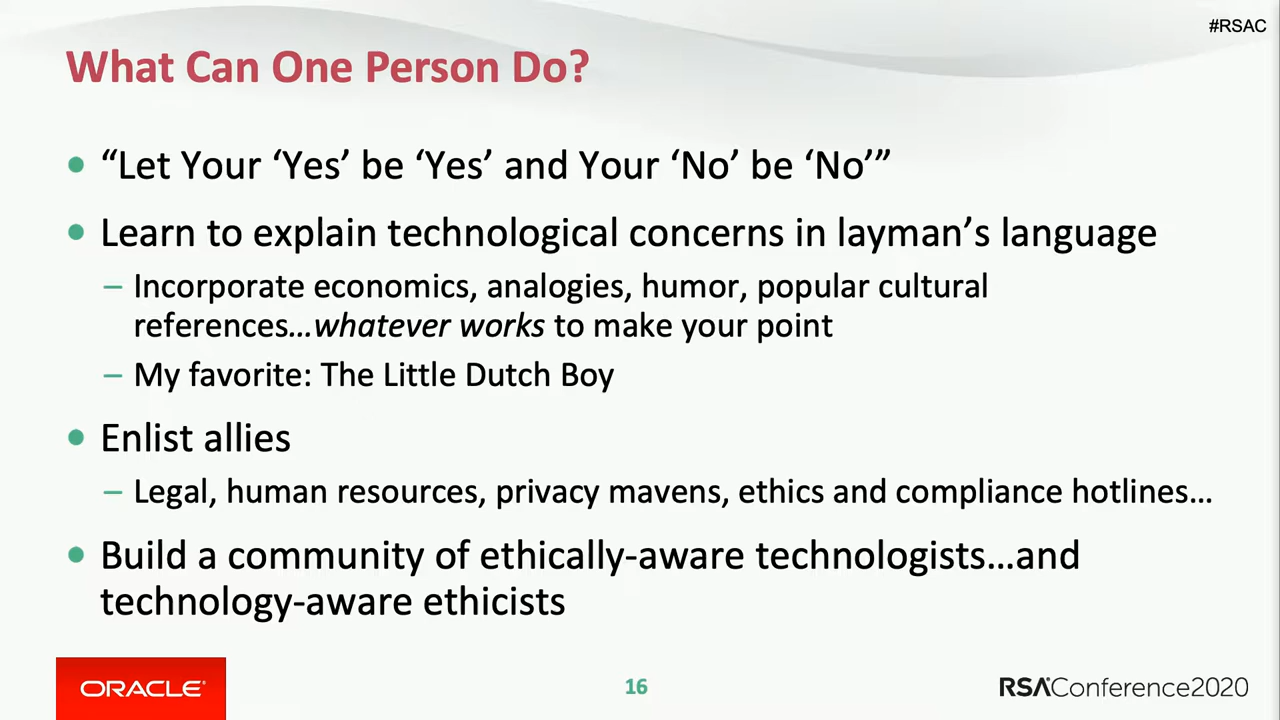 #RSAC
What Can One Person Do?
• “Let Your ‘Yes’ be ‘Yes’ and Your ‘No’ be ‘No’”
• Learn to explain technological concerns in layman’s language
– Incorporate economics, analogies, humor, popular cultural
references…whatever works to make your point
– My favorite: The Little Dutch Boy
• Enlist allies
– Legal, human resources, privacy mavens, ethics and compliance hotlines…
• Build a community of ethically-aware technologists…and
technology-aware ethicists
ORACLE®
16
RSA®Conference2020